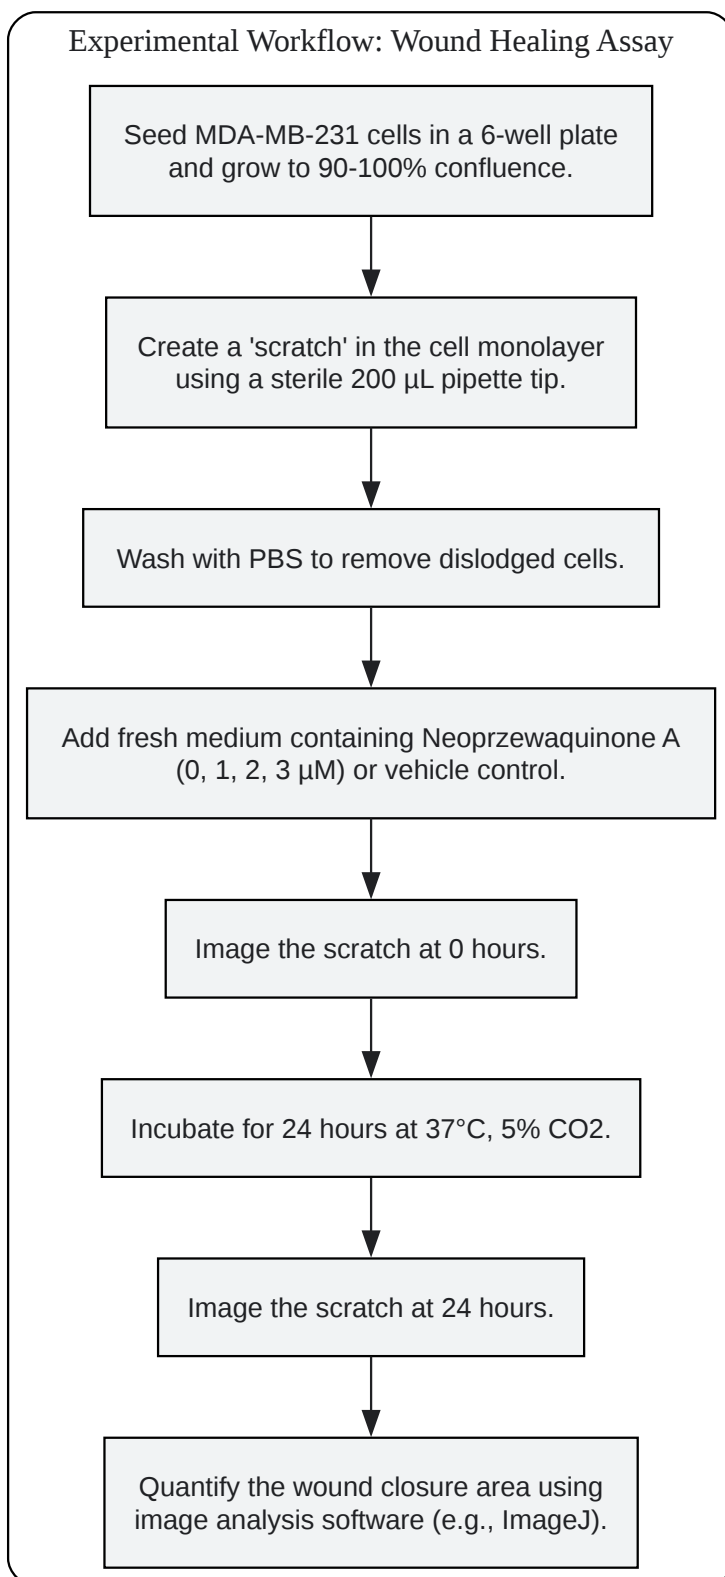 Experimental Workflow: Wound Healing Assay
Seed MDA-MB-231 cells in a 6-well plate
and grow to 90-100% confluence.
Create a 'scratch' in the cell monolayer
using a sterile 200 µL pipette tip.
Wash with PBS to remove dislodged cells.
Add fresh medium containing Neoprzewaquinone A
(0, 1, 2, 3 µM) or vehicle control.
Image the scratch at 0 hours.
Incubate for 24 hours at 37°C, 5% CO2.
Image the scratch at 24 hours.
Quantify the wound closure area using
image analysis software (e.g., ImageJ).